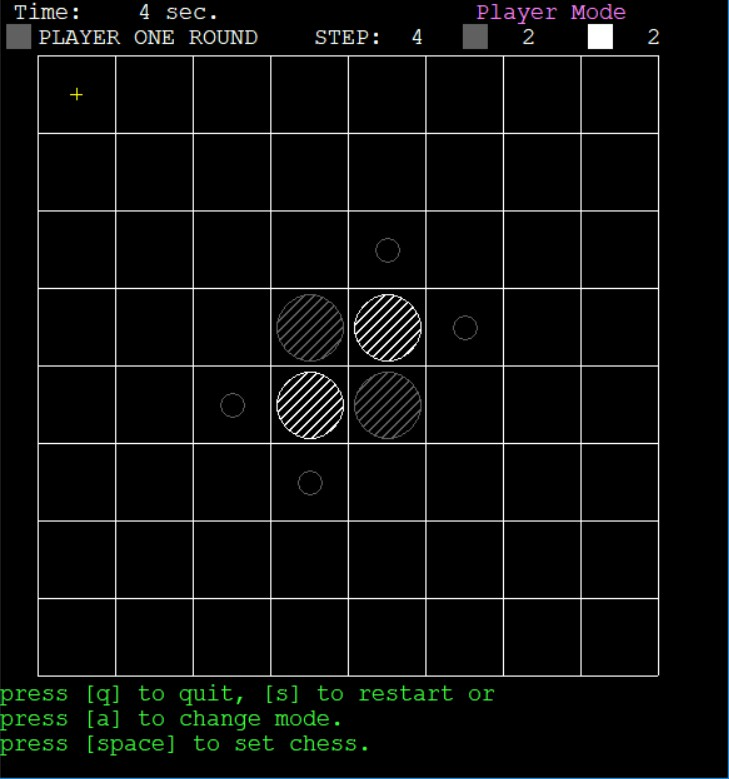 Time: 4 sec. Player Mode
PLAYER ONE ROUND STEP: 4 2 2
press [q] to quit, [s] to restart or
press [a] to change mode.
press [space] to set chess.